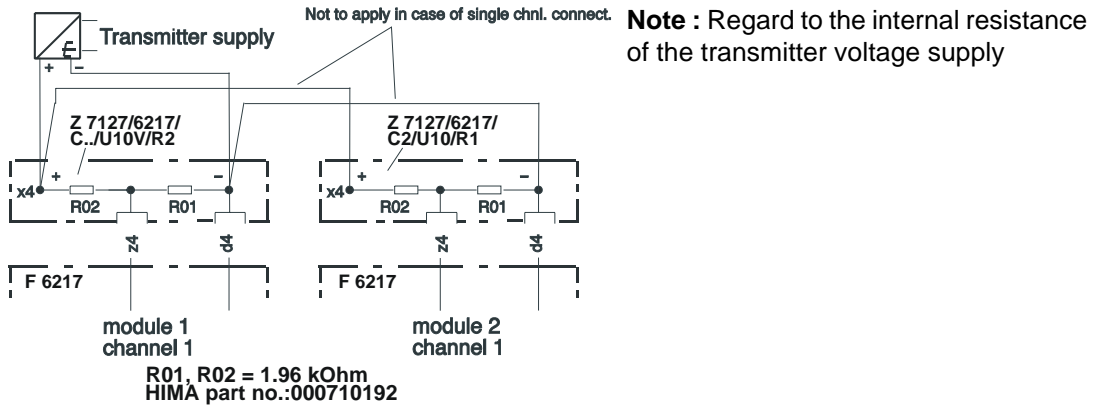 Not to apply in case of single chnl. connect.
Note : Regard to the internal resistance
of the transmitter voltage supply
Transmitter supply
+ −
Z 7127/6217/
C../U10V/R2
Z 7127/6217/
C2/U10/R1
x4 + −
R02 R01
x4 + −
R02 R01
z4 d4
z4 d4
F 6217
F 6217
module 1
channel 1
module 2
channel 1
R01, R02 = 1.96 kOhm
HIMA part no.:000710192